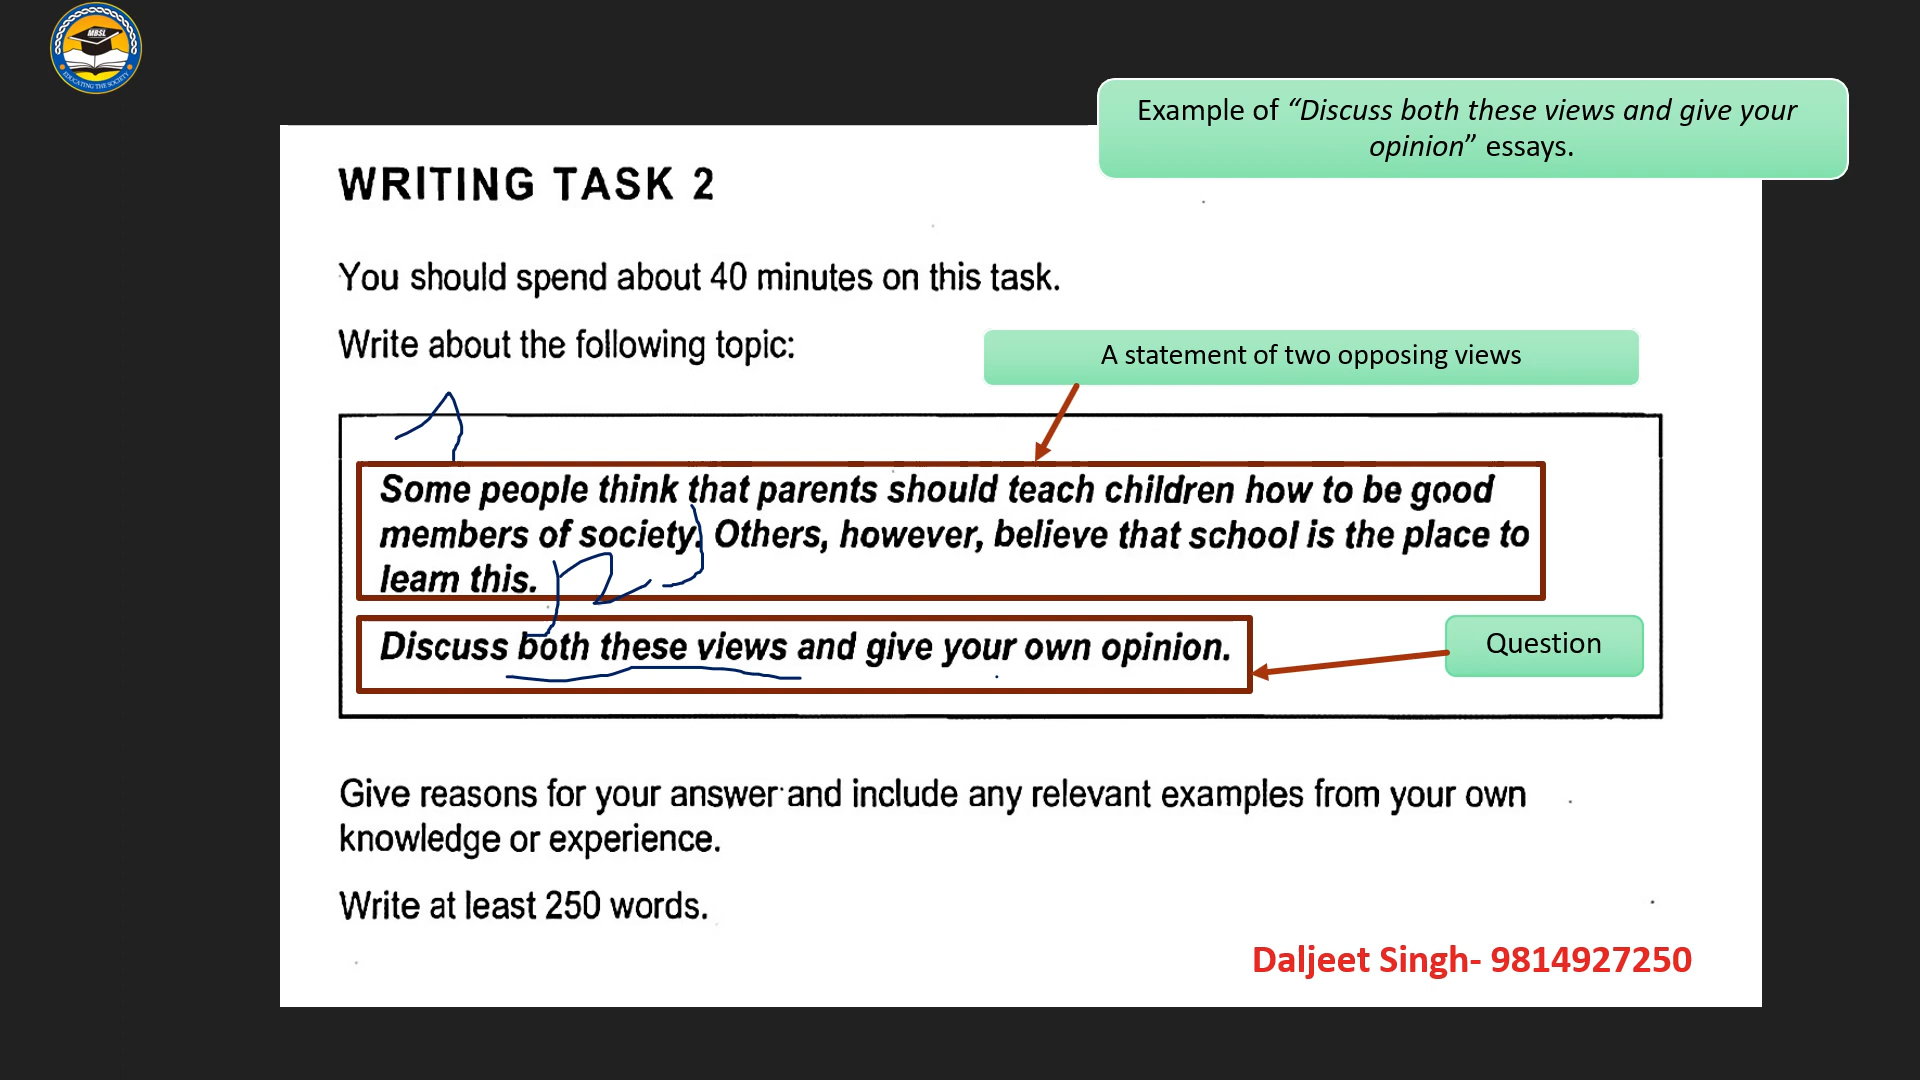 MBSL
EDUCATING THE SOCIETY
Example of “Discuss both these views and give your
opinion” essays.
WRITING TASK 2
You should spend about 40 minutes on this task.
Write about the following topic:
A statement of two opposing views
Some people think that parents should teach children how to be good
members of society. Others, however, believe that school is the place to
learn this.
Discuss both these views and give your own opinion.
Question
Give reasons for your answer and include any relevant examples from your own
knowledge or experience.
Write at least 250 words.
Daljeet Singh- 9814927250